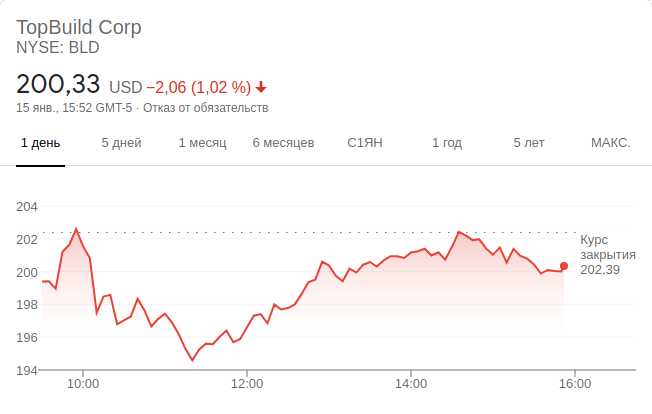 TopBuild Corp
NYSE: BLD
200,33 USD −2,06 (1,02 %)
15 янв., 15:52 GMT-5 · Отказ от обязательств
1 день 5 дней 1 месяц 6 месяцев С1ЯН 1 год 5 лет МАКС.
204
202
200
198
196
194
Курс
закрытия
202,39
10:00 12:00 14:00 16:00